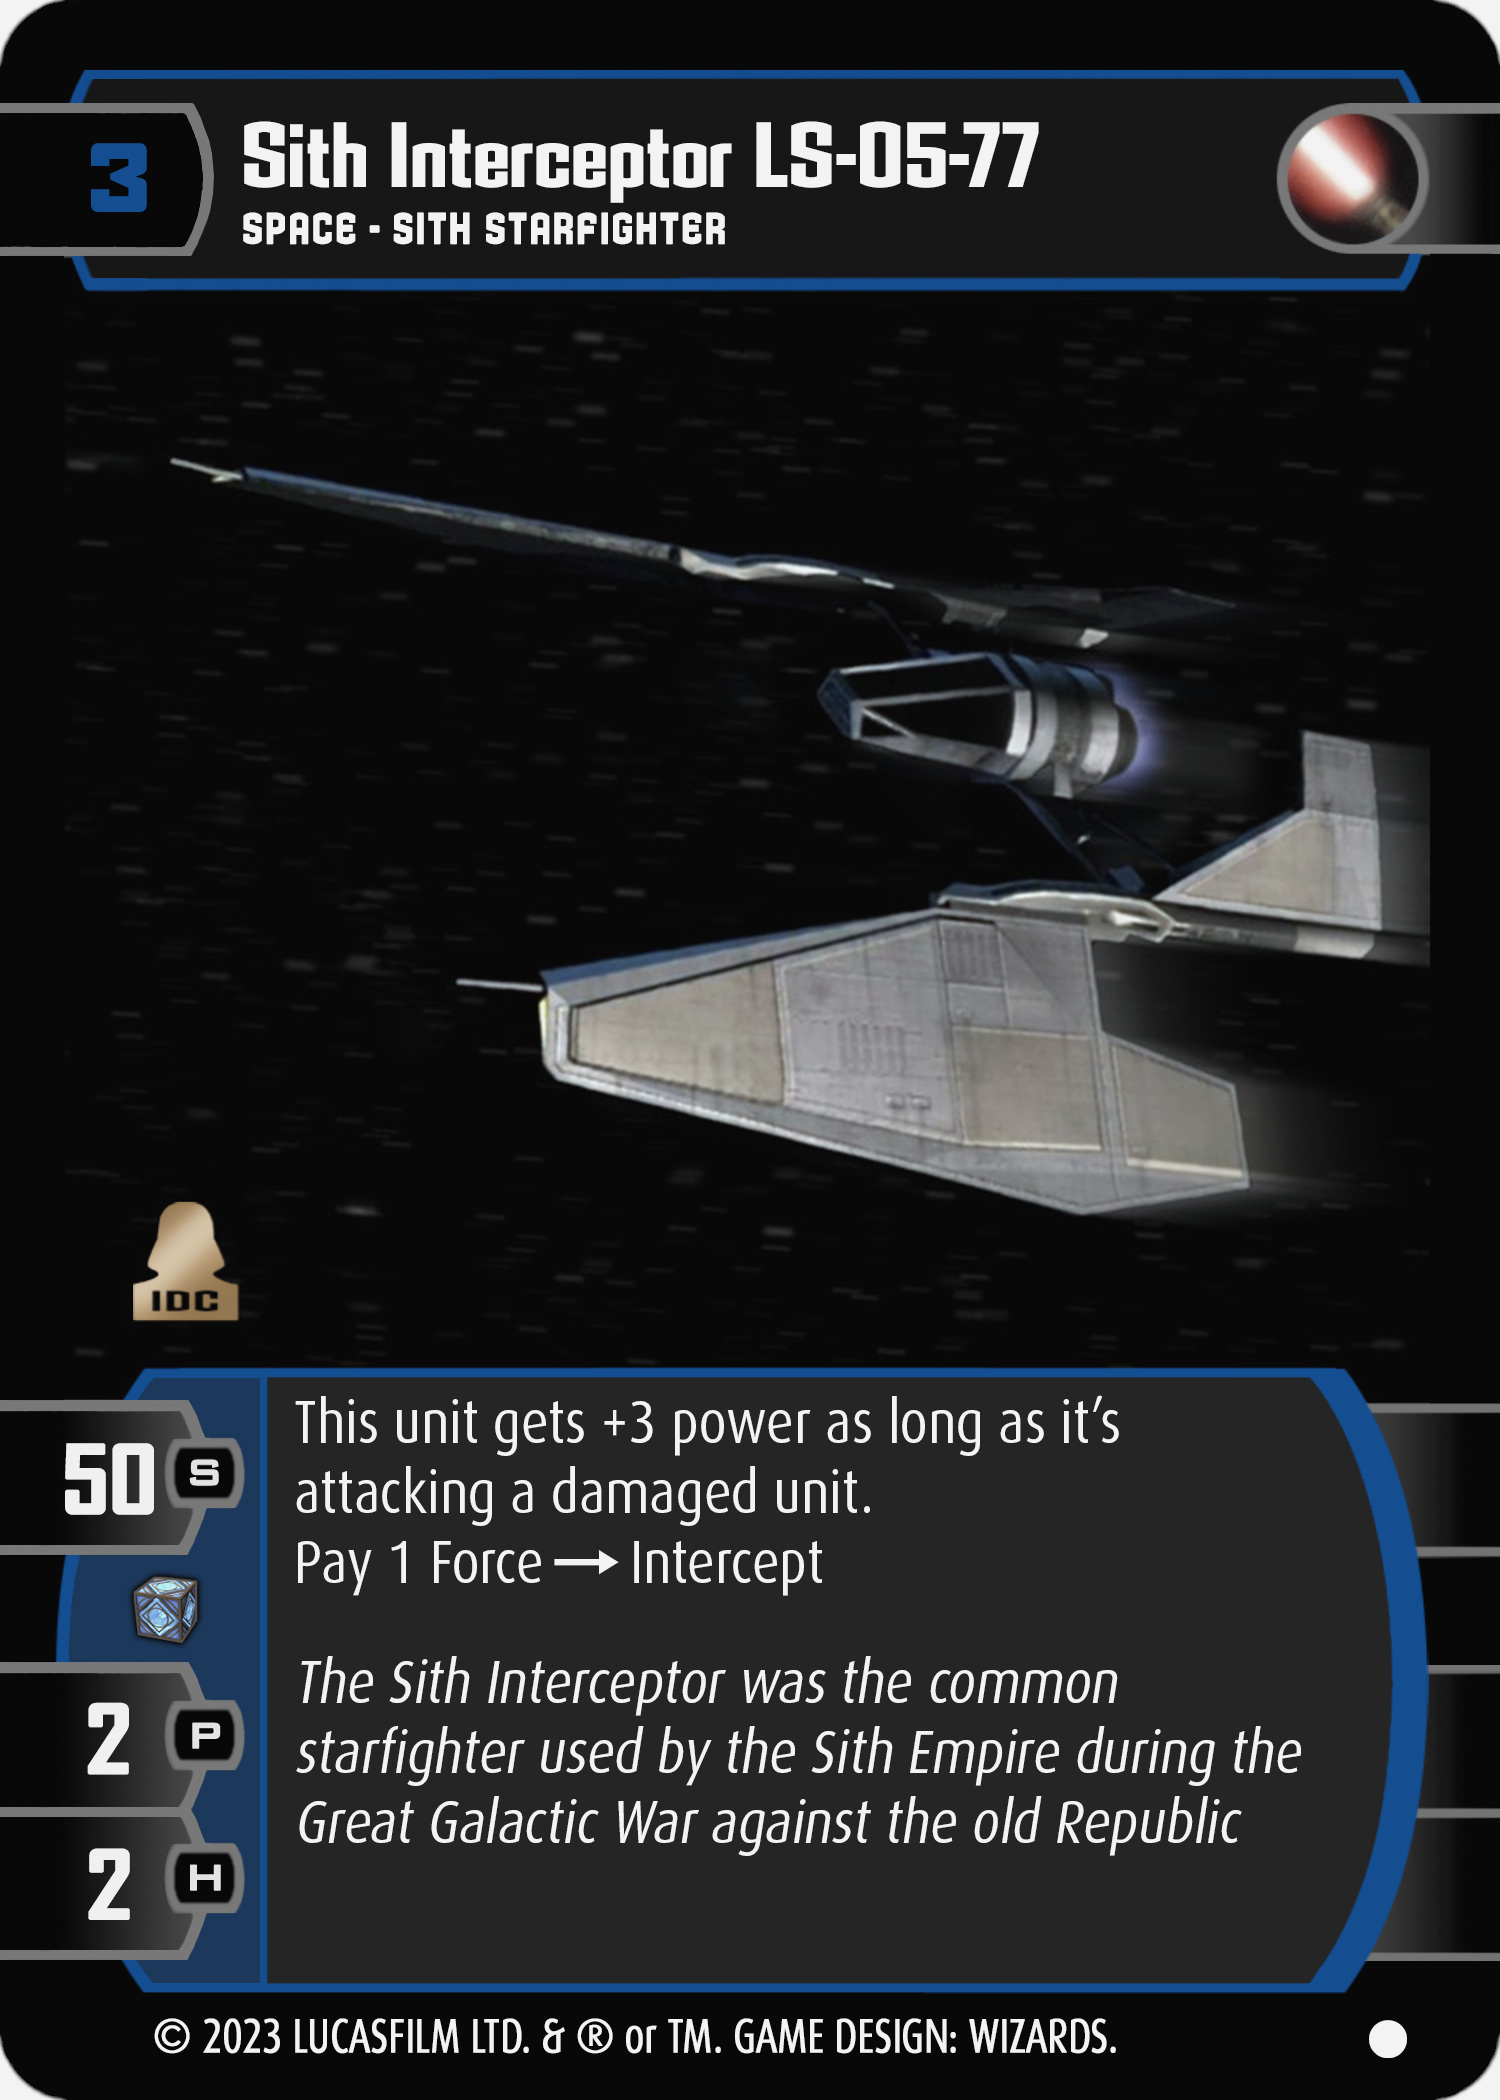 3
Sith Interceptor LS-05-77
SPACE - SITH STARFIGHTER
IDC
50 S
2 P
2 H
This unit gets +3 power as long as it's
attacking a damaged unit.
Pay 1 Force → Intercept
The Sith Interceptor was the common
starfighter used by the Sith Empire during the
Great Galactic War against the old Republic
© 2023 LUCASFILM LTD. & ® or TM. GAME DESIGN: WIZARDS.